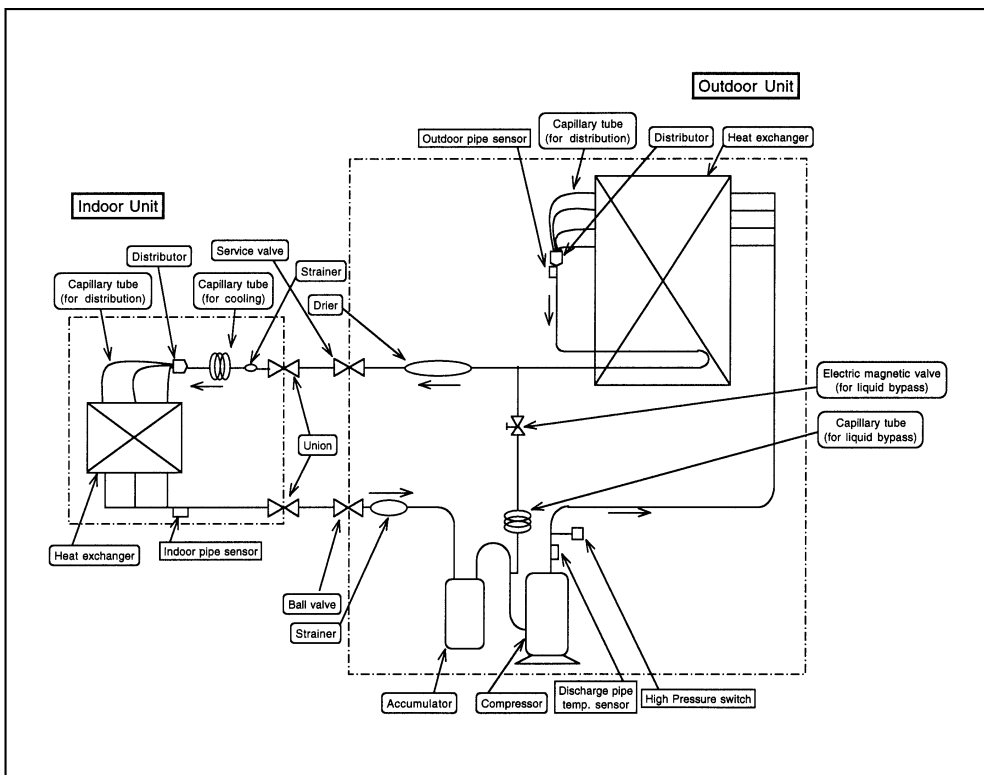 Outdoor Unit
Capillary tube
(for distribution)
Outdoor pipe sensor
Distributor
Heat exchanger
Indoor Unit
Distributor
Service valve
Strainer
Capillary tube
(for distribution)
Capillary tube
(for cooling)
Drier
Electric magnetic valve
(for liquid bypass)
Capillary tube
(for liquid bypass)
Union
Heat exchanger
Indoor pipe sensor
Ball valve
Strainer
Accumulator
Compressor
Discharge pipe
temp. sensor
High Pressure switch